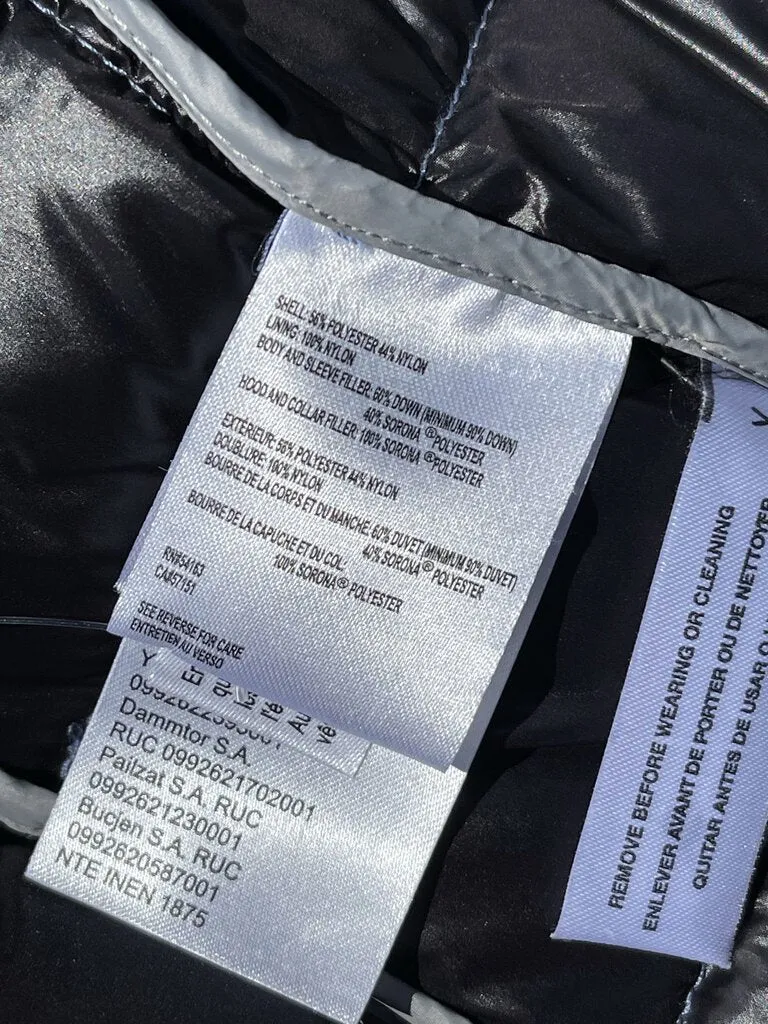 SHELL: 56% POLYESTER 44% NYLON
LINING: 100% NYLON
BODY AND SLEEVE FILLER: 60% DOWN (MINIMUM 90% DOWN)
40% SORONA ®POLYESTER
HOOD AND COLLAR FILLER: 100% SORONA ®POLYESTER
EXTÉRIEUR: 56% POLYESTER 44% NYLON
DOUBLURE: 100% NYLON
BOURRE DE LA CORPS ET DU MANCHE: 60% DUVET (MINIMUM 90% DUVET)
40% SORONA ®POLYESTER
BOURRE DE LA CAPUCHE ET DU COL:
100% SORONA® POLYESTER
RN#54163
CA#57151
SEE REVERSE FOR CARE
ENTRETIEN AU VERSO
Dammtor S.A.
RUC 0992621702001
Pailzat S.A. RUC
0992621230001
Bucjen S.A. RUC
0992620587001
NTE INEN 1875
REMOVE BEFORE WEARING OR CLEANING
ENLEVER AVANT DE PORTER OU DE NETTOYER
QUITAR ANTES DE USAR O